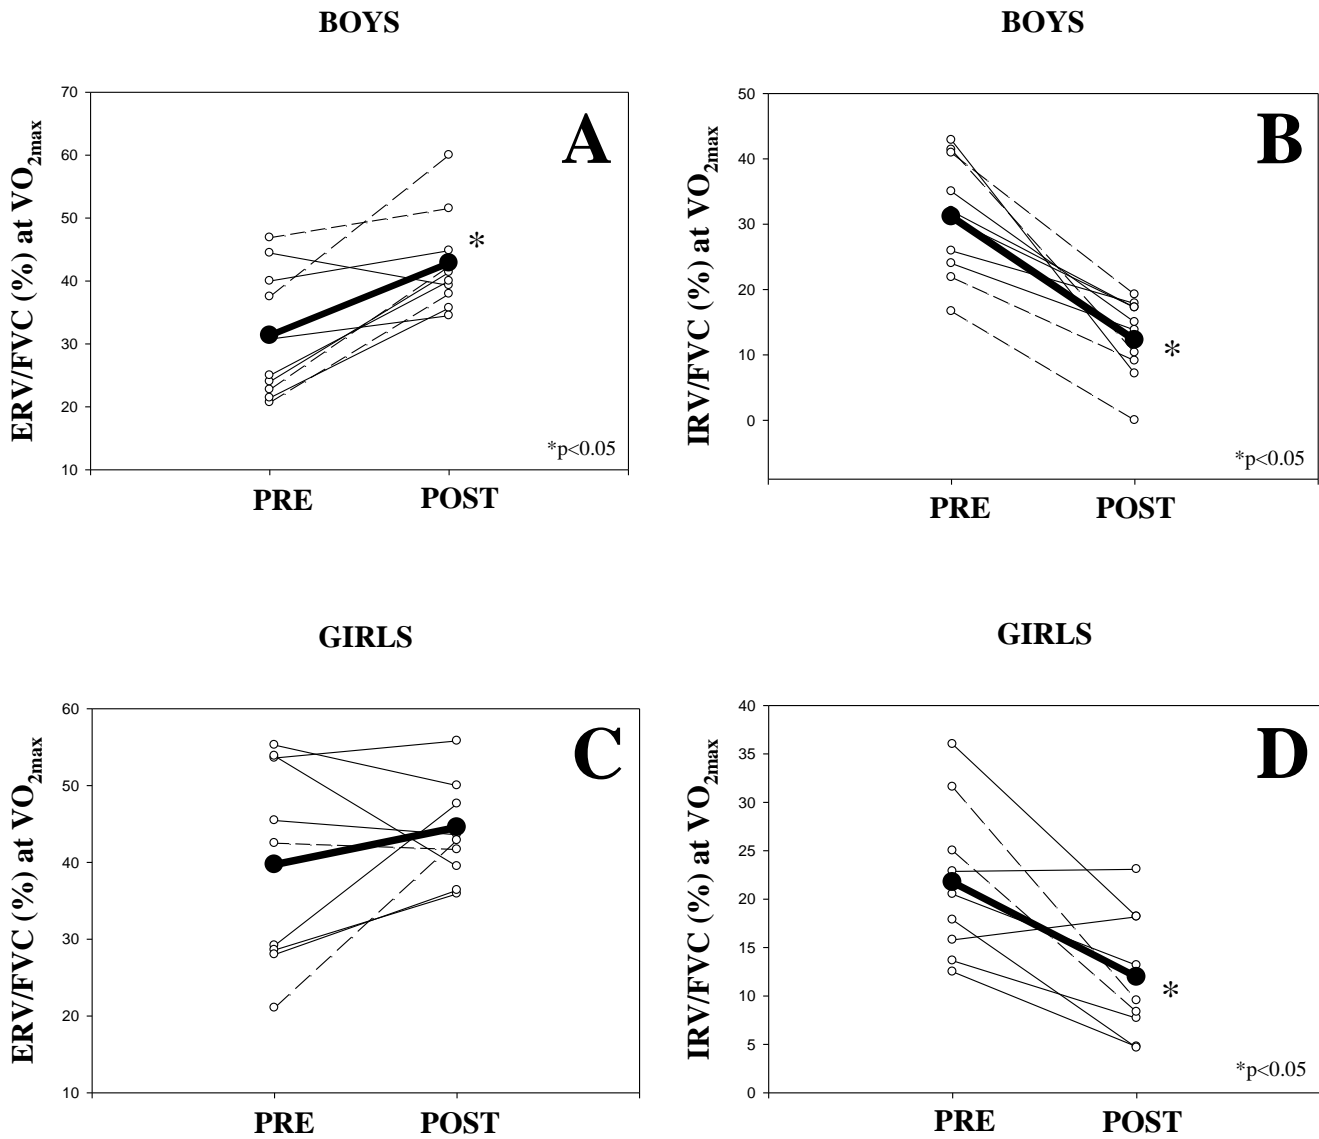 BOYS
A
ERV/FVC (%) at VO2max
70
60
50
40
30
20
10
*
*p<0.05
PRE POST
BOYS
B
IRV/FVC (%) at VO2max
50
40
30
20
10
0
*
*p<0.05
PRE POST
GIRLS
C
ERV/FVC (%) at VO2max
60
50
40
30
20
10
PRE POST
GIRLS
D
IRV/FVC (%) at VO2max
40
35
30
25
20
15
10
5
0
*
*p<0.05
PRE POST